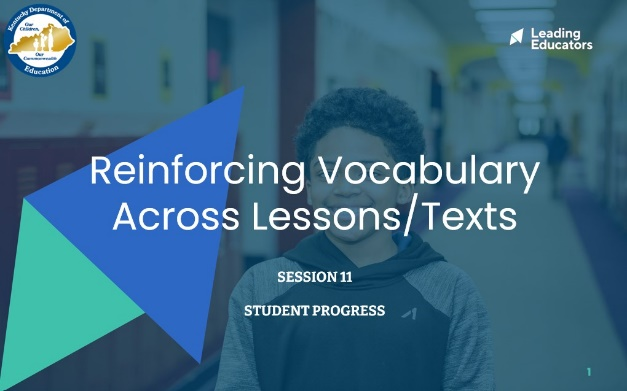 Kentucky Department of
Our
Children,
Our
Commonwealth
Education
Leading
Educators
Reinforcing Vocabulary
Across Lessons/Texts
SESSION 11
STUDENT PROGRESS
1